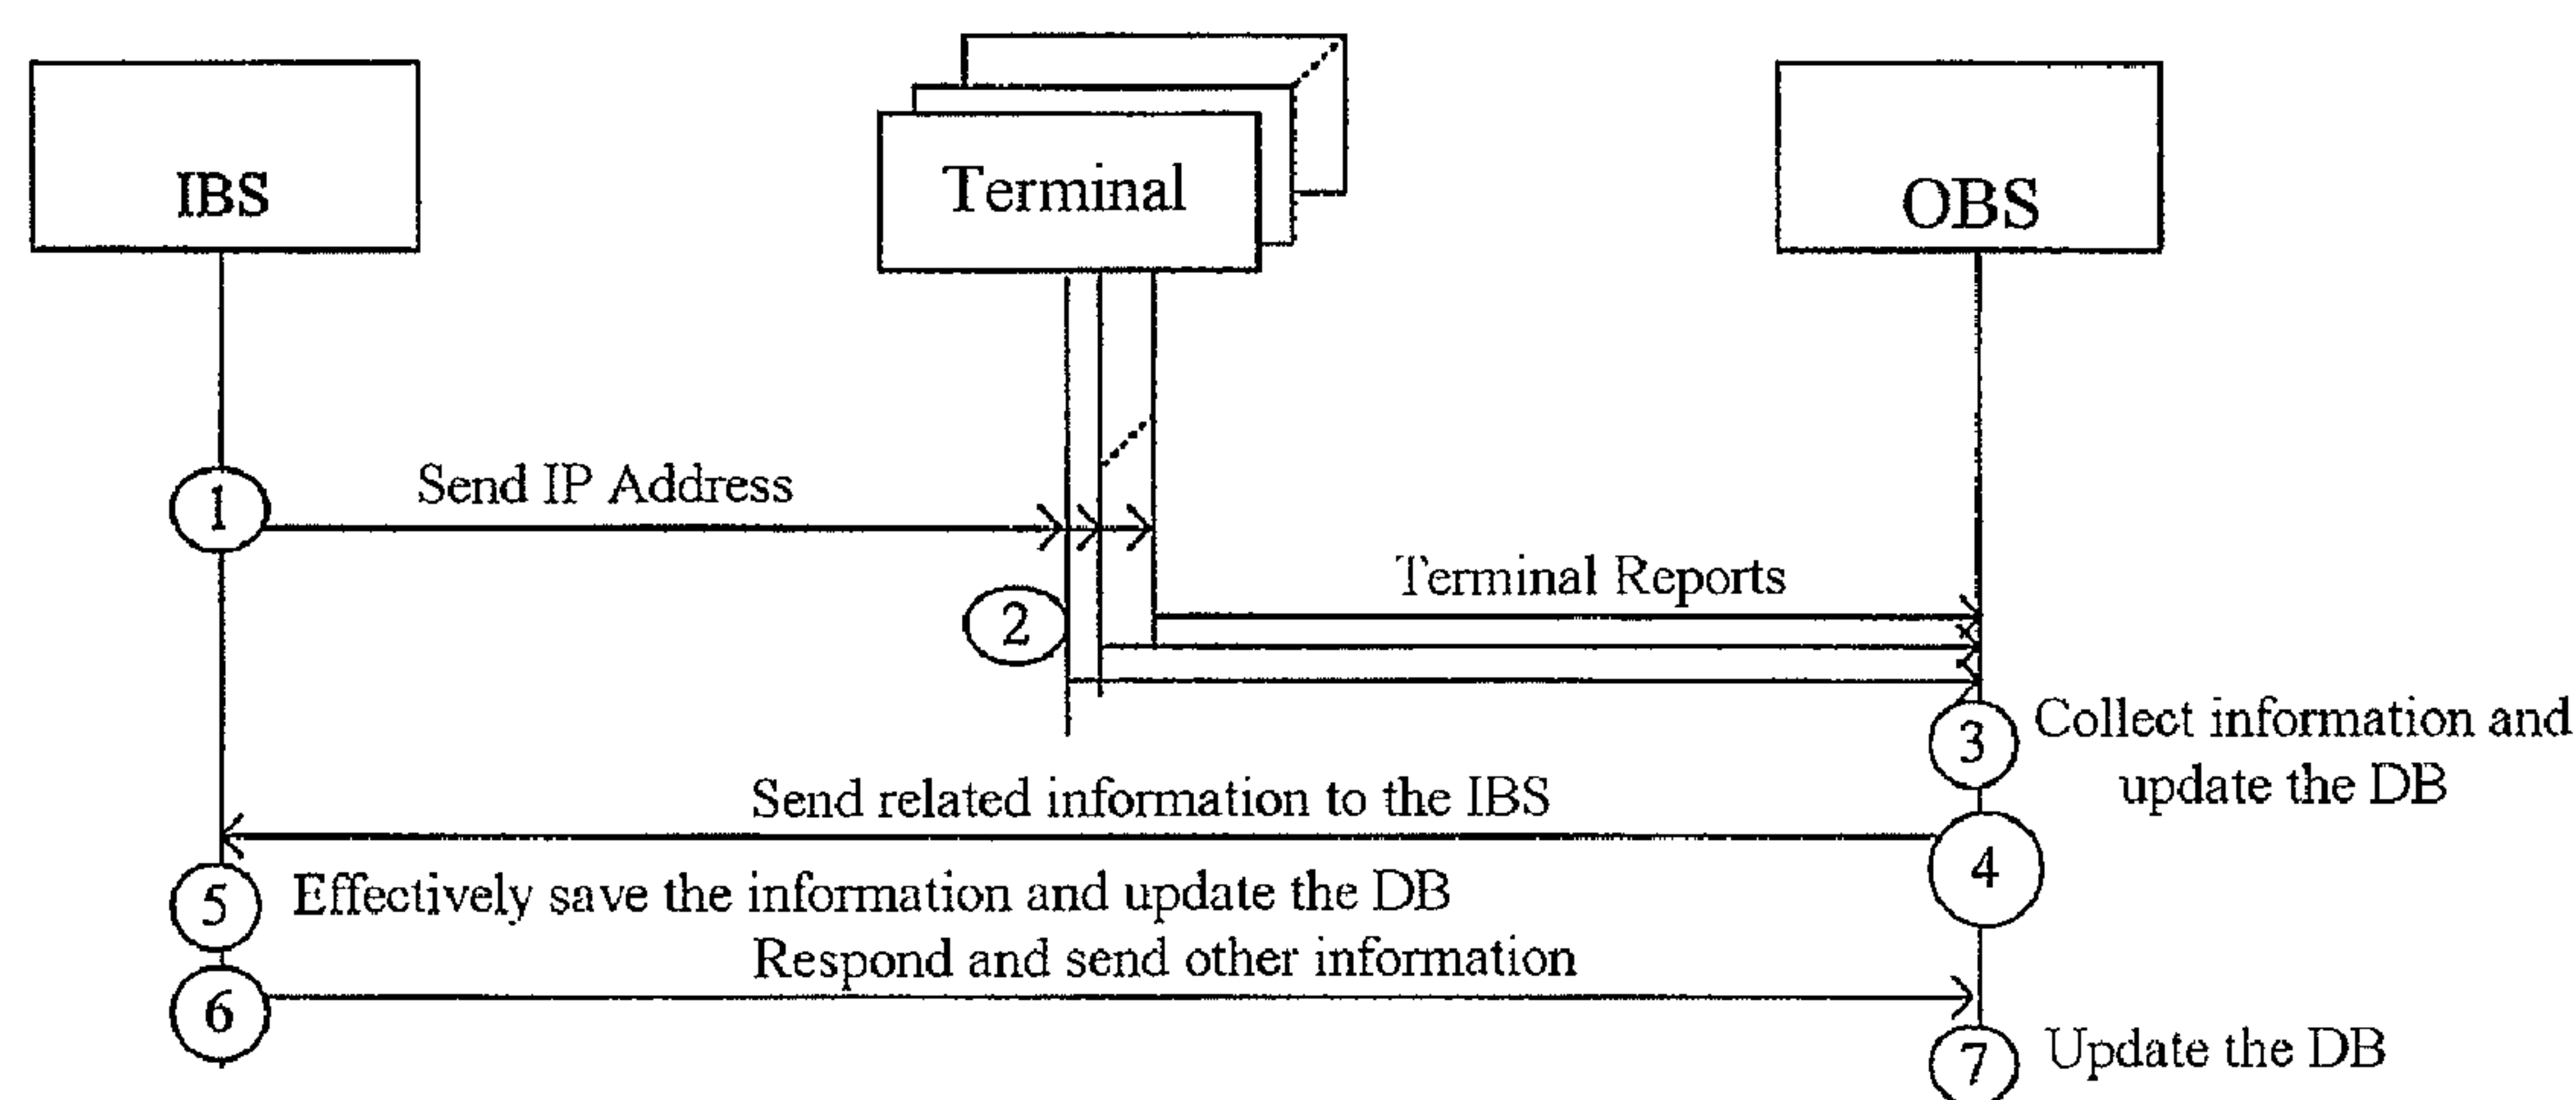 IBS
Terminal
OBS
1
Send IP Address
Terminal Reports
2
3
Collect information and
update the DB
Send related information to the IBS
4
5
Effectively save the information and update the DB
Respond and send other information
6
7
Update the DB